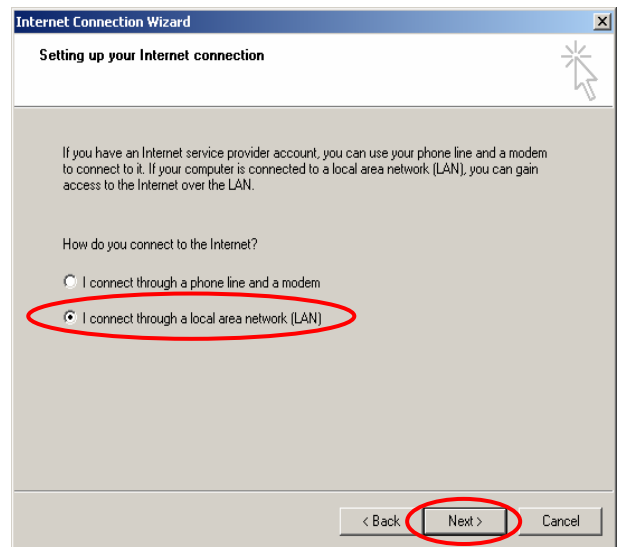 Internet Connection Wizard
Setting up your Internet connection
If you have an Internet service provider account, you can use your phone line and a modem
to connect to it. If your computer is connected to a local area network (LAN), you can gain
access to the Internet over the LAN.
How do you connect to the Internet?
I connect through a phone line and a modem
I connect through a local area network (LAN)
< Back Next > Cancel